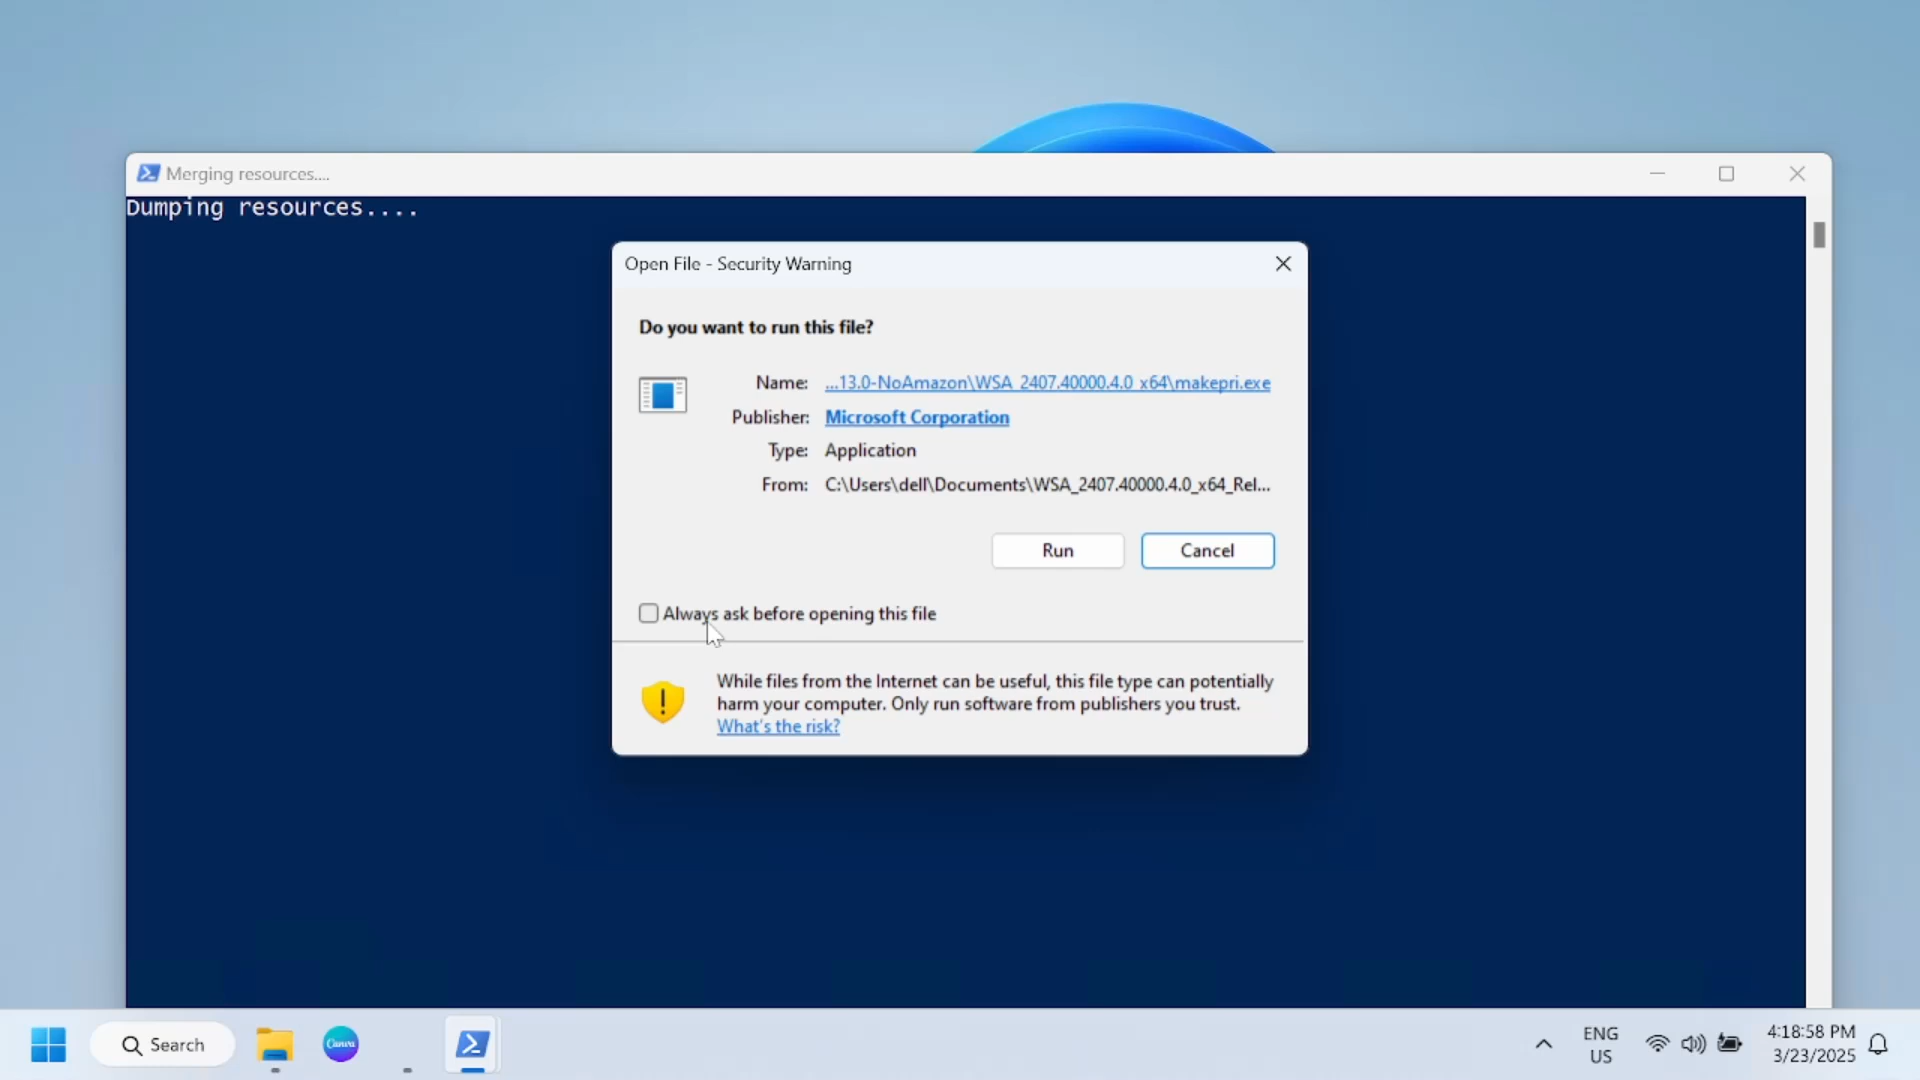 Merging resources....
Dumping resources....
Open File - Security Warning
Do you want to run this file?
Name: ...13.0-NoAmazon\WSA_2407.40000.4.0_x64\makepri.exe
Publisher: Microsoft Corporation
Type: Application
From: C:\Users\dell\Documents\WSA_2407.40000.4.0_x64_Rel...
Run Cancel
Always ask before opening this file
While files from the Internet can be useful, this file type can potentially
harm your computer. Only run software from publishers you trust.
What's the risk?
Search
Canva
ENG
US
4:18:58 PM
3/23/2025